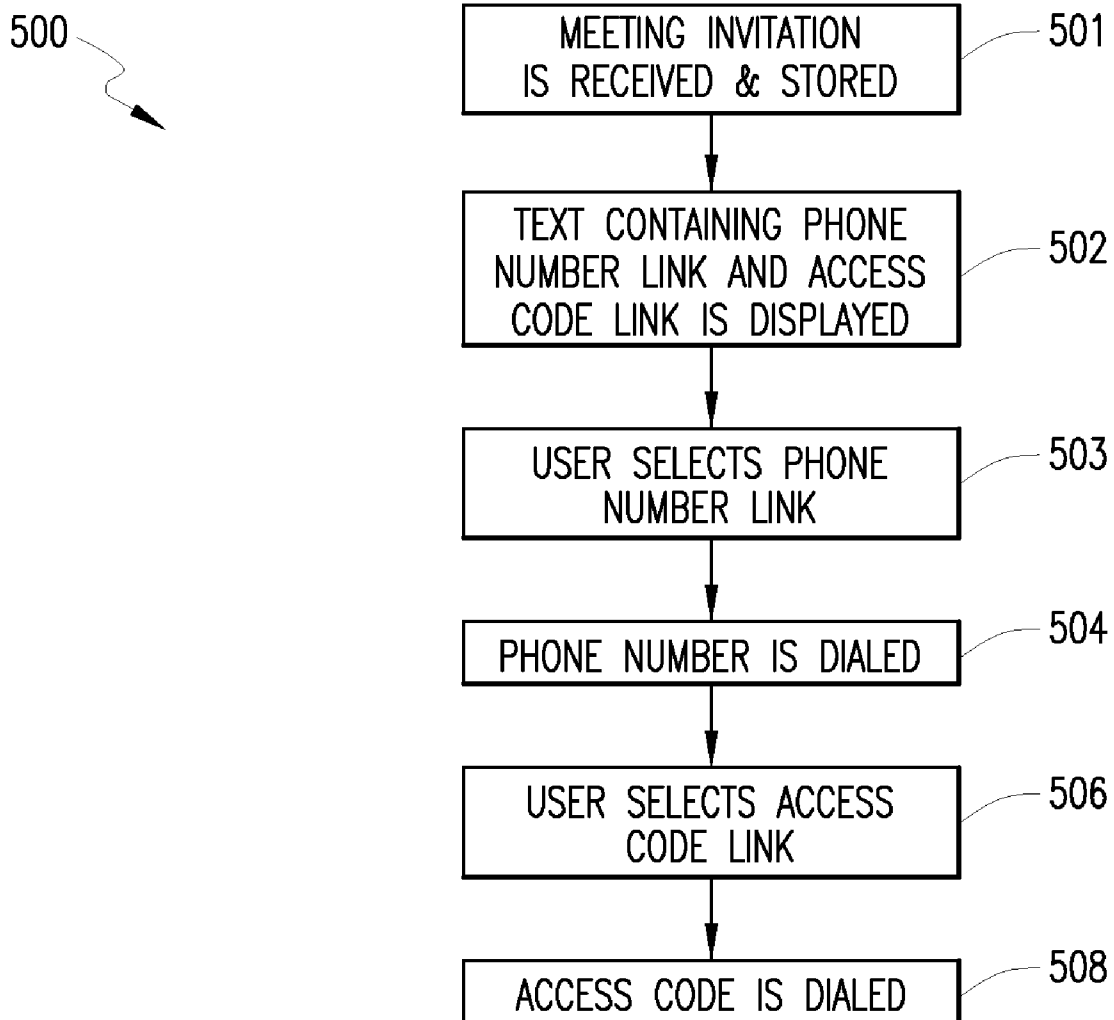 500
MEETING INVITATION
IS RECEIVED & STORED
501
TEXT CONTAINING PHONE
NUMBER LINK AND ACCESS
CODE LINK IS DISPLAYED
502
USER SELECTS PHONE
NUMBER LINK
503
PHONE NUMBER IS DIALED
504
USER SELECTS ACCESS
CODE LINK
506
ACCESS CODE IS DIALED
508